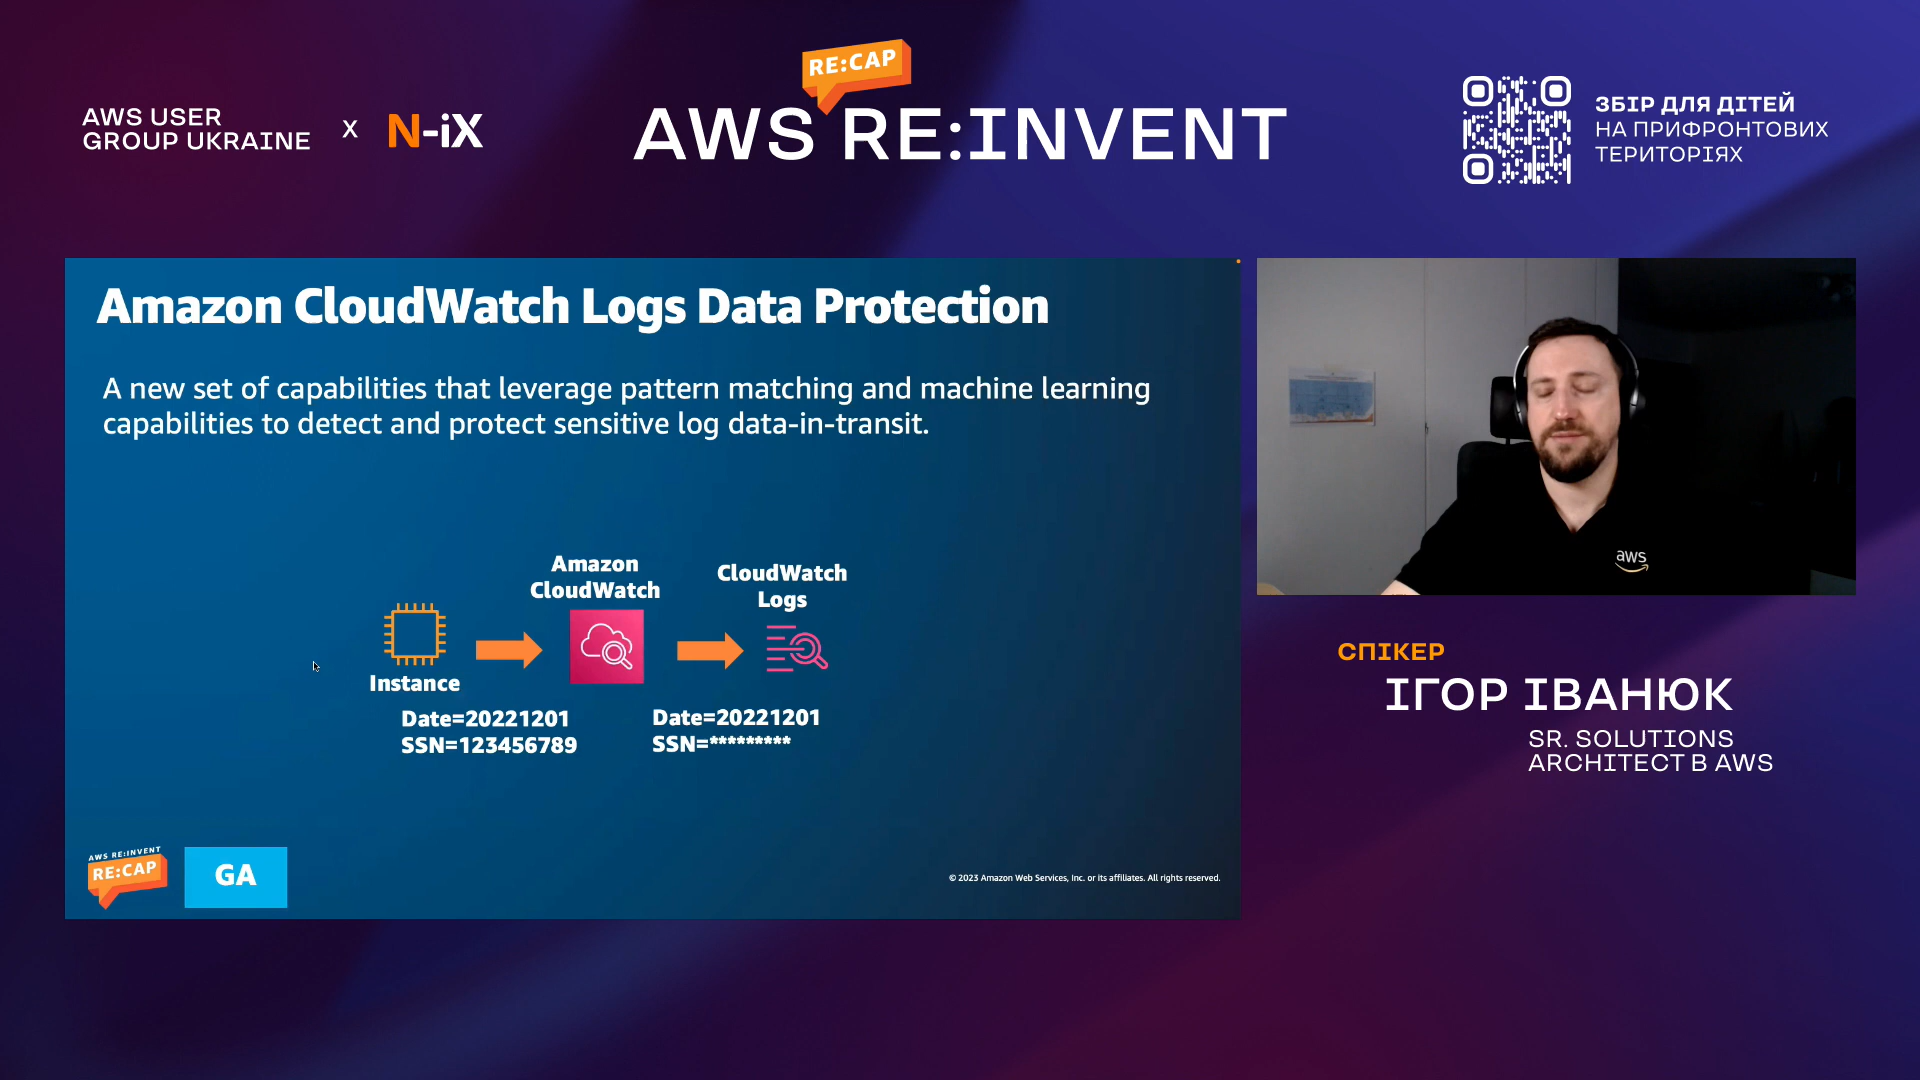 AWS USER
GROUP UKRAINE
X
N-iX
RE:CAP
AWS RE:INVENT
ЗБІР ДЛЯ ДІТЕЙ
НА ПРИФРОНТОВИХ
ТЕРИТОРІЯХ
Amazon CloudWatch Logs Data Protection
A new set of capabilities that leverage pattern matching and machine learning
capabilities to detect and protect sensitive log data-in-transit.
Amazon
CloudWatch
CloudWatch
Logs
Instance
Date=20221201
SSN=123456789
Date=20221201
SSN=*********
AWS RE:INVENT
RE:CAP
GA
© 2023 Amazon Web Services, Inc. or its affiliates. All rights reserved.
aws
СПІКЕР
ІГОР ІВАНЮК
SR. SOLUTIONS
ARCHITECT В AWS